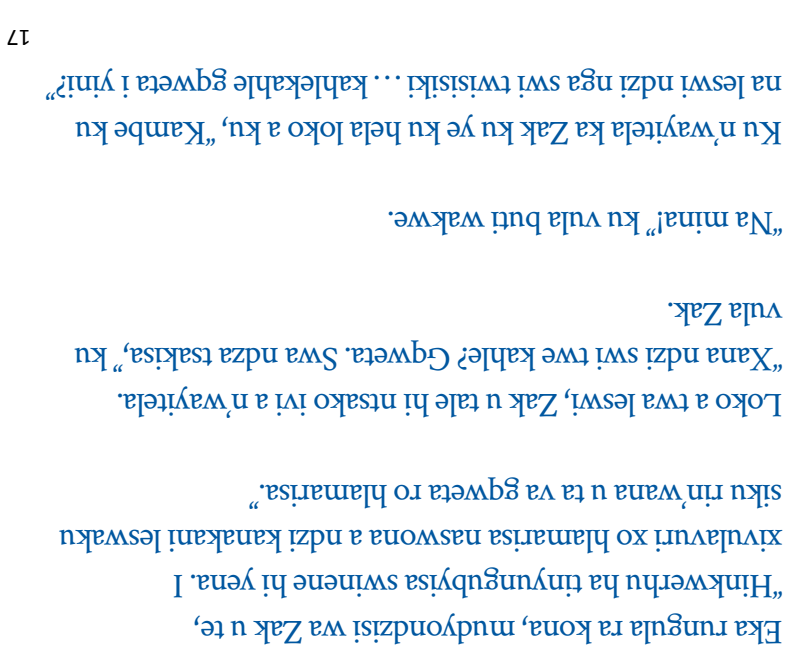 Eka rungula ra kona, mudyondzisi wa Zak u te,
“Hinkwerhu ha tinyungubyisa swinene hi yena. I
xivulavuri xo hlamarisa naswona a ndzi kanakani leswaku
siku rin’wana u ta va gqweta ro hlamarisa.”
Loko a twa leswi, Zak u tale hi ntsako ivi a n’wayitela.
“Xana ndzi swi twe kahle? Gqweta. Swa ndza tsakisa,” ku
vula Zak.
“Na mina!” ku vula buti wakwe.
Ku n’wayitela ka Zak ku ye ku hela loko a ku, “Kambe ku
na leswi ndzi nga swi twisisiki … kahlekahle gqweta i yini?”
17